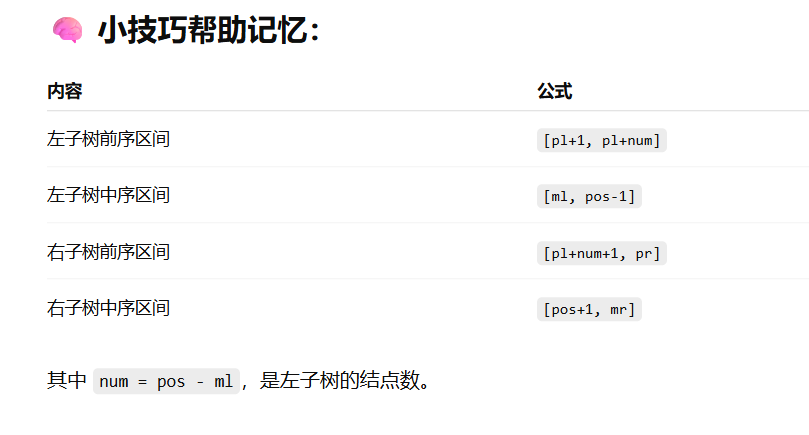 🧠 小技巧帮助记忆：
内容 公式
左子树前序区间 [pl+1, pl+num]
左子树中序区间 [ml, pos-1]
右子树前序区间 [pl+num+1, pr]
右子树中序区间 [pos+1, mr]
其中 num = pos - ml，是左子树的结点数。